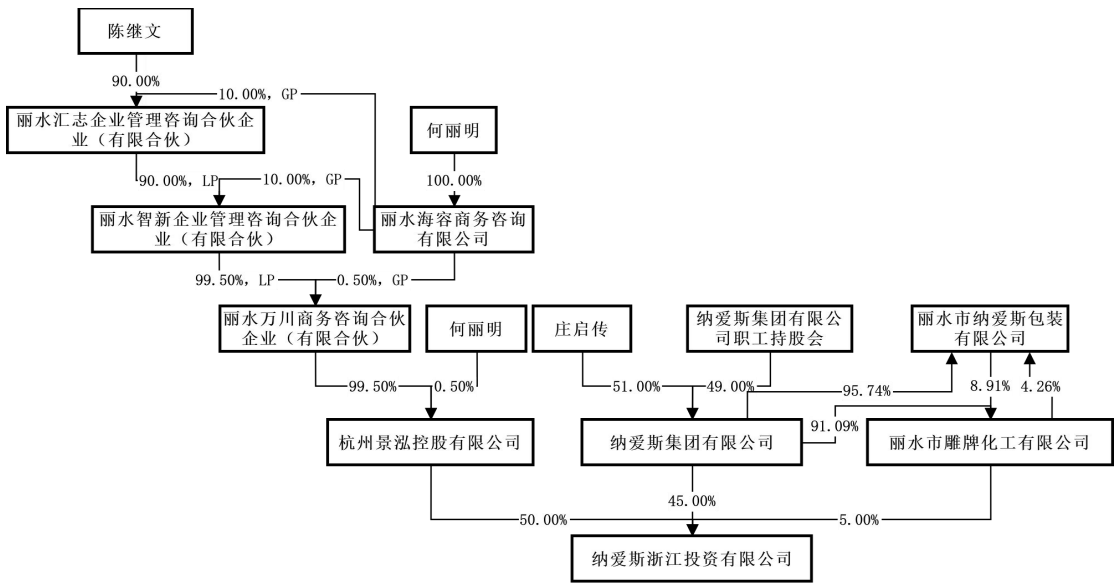 陈继文
90.00%
10.00%, GP
丽水汇志企业管理咨询合伙企
业（有限合伙）
何丽明
90.00%, LP
10.00%, GP
100.00%
丽水智新企业管理咨询合伙企
业（有限合伙）
丽水海容商务咨询
有限公司
99.50%, LP
0.50%, GP
丽水万川商务咨询合伙
企业（有限合伙）
何丽明
庄启传
纳爱斯集团有限公
司职工持股会
丽水市纳爱斯包装
有限公司
99.50%
0.50%
51.00%
49.00%
95.74%
8.91%
4.26%
91.09%
杭州景泓控股有限公司
纳爱斯集团有限公司
丽水市雕牌化工有限公司
45.00%
50.00%
5.00%
纳爱斯浙江投资有限公司